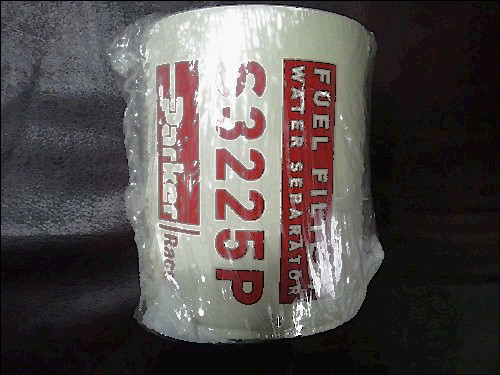 FUEL FILTER
WATER SEPARATOR
S3225P
Parker
Racor